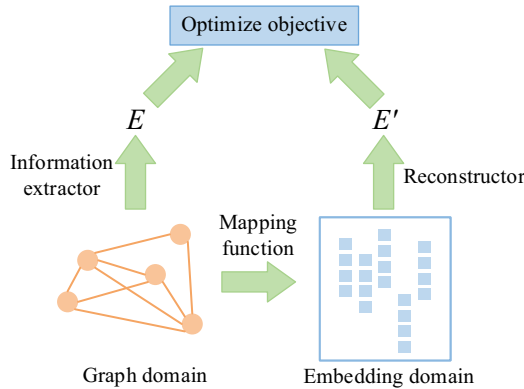 Optimize objective
E
E'
Information
extractor
Reconstructor
Mapping
function
Graph domain
Embedding domain